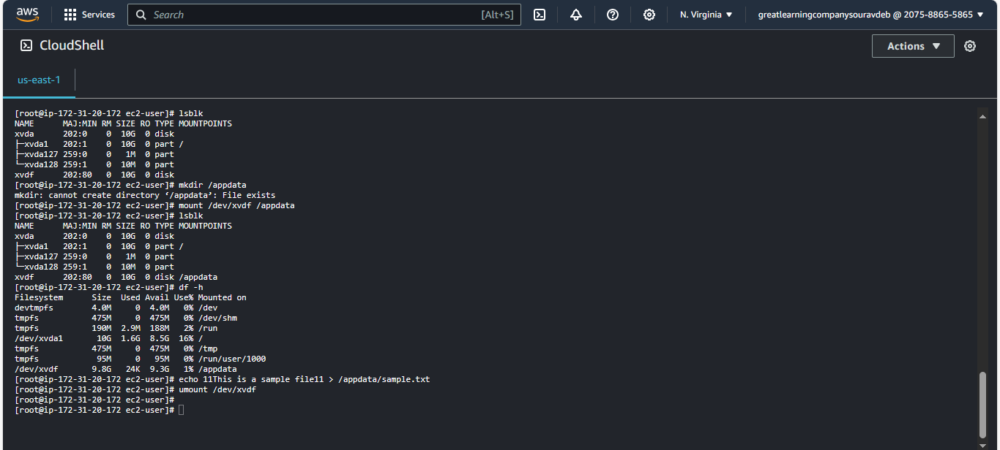 aws Services Search [Alt+S] N. Virginia greatlearningcompanysouravdeb @ 2075-8865-5865
CloudShell Actions
us-east-1
[root@ip-172-31-20-172 ec2-user]# lsblk
NAME      MAJ:MIN RM SIZE RO TYPE MOUNTPOINTS
xvda      202:0    0  10G  0 disk
├─xvda1   202:1    0  10G  0 part /
├─xvda127 259:0    0   1M  0 part
└─xvda128 259:1    0  10M  0 part
xvdf      202:80   0  10G  0 disk
[root@ip-172-31-20-172 ec2-user]# mkdir /appdata
mkdir: cannot create directory ‘/appdata’: File exists
[root@ip-172-31-20-172 ec2-user]# mount /dev/xvdf /appdata
[root@ip-172-31-20-172 ec2-user]# lsblk
NAME      MAJ:MIN RM SIZE RO TYPE MOUNTPOINTS
xvda      202:0    0  10G  0 disk
├─xvda1   202:1    0  10G  0 part /
├─xvda127 259:0    0   1M  0 part
└─xvda128 259:1    0  10M  0 part
xvdf      202:80   0  10G  0 disk /appdata
[root@ip-172-31-20-172 ec2-user]# df -h
Filesystem      Size  Used Avail Use% Mounted on
devtmpfs        4.0M     0  4.0M   0% /dev
tmpfs           475M     0  475M   0% /dev/shm
tmpfs           190M  2.9M  188M   2% /run
/dev/xvda1       10G  1.6G  8.5G  16% /
tmpfs           475M     0  475M   0% /tmp
tmpfs            95M     0   95M   0% /run/user/1000
/dev/xvdf       9.8G   24K  9.3G   1% /appdata
[root@ip-172-31-20-172 ec2-user]# echo 11This is a sample file11 > /appdata/sample.txt
[root@ip-172-31-20-172 ec2-user]# umount /dev/xvdf
[root@ip-172-31-20-172 ec2-user]#
[root@ip-172-31-20-172 ec2-user]#